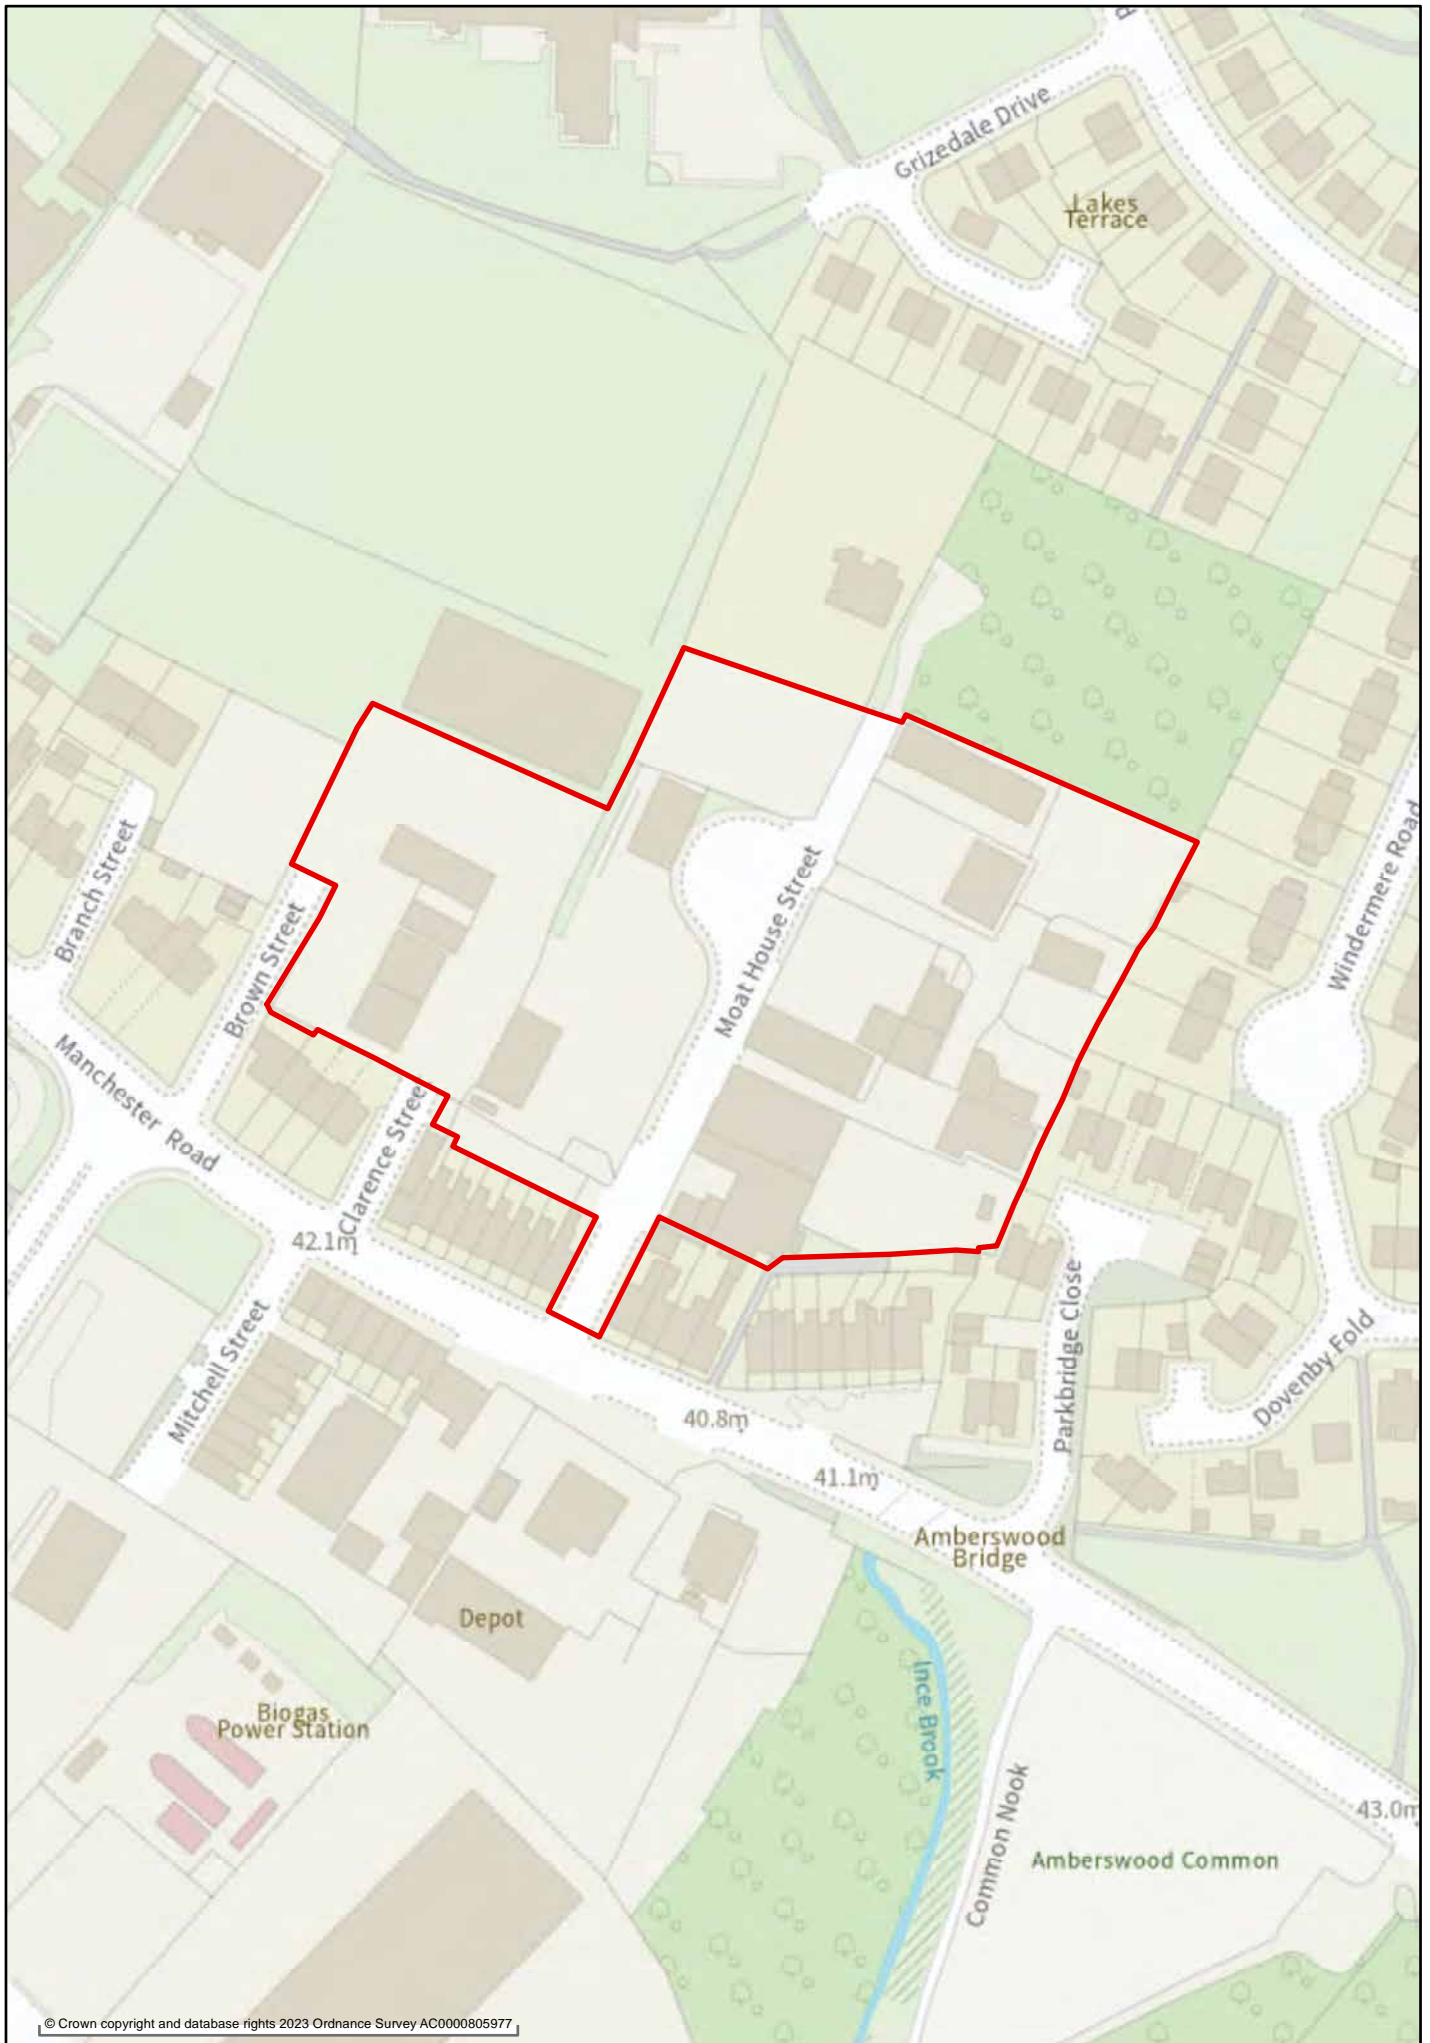 Grizedale Drive
Lakes
Terrace
Windermere Road
Moat House Street
Branch Street
Brown Street
Manchester Road
Clarence Stree
42.1m
Mitchell Street
Parkbridge Close
Dovenby Fold
40.8m
41.1m
Amberswood
Bridge
Depot
Ince Brook
Biogas
Power Station
Common Nook
43.0m
Amberswood Common
© Crown copyright and database rights 2023 Ordnance Survey AC0000805977